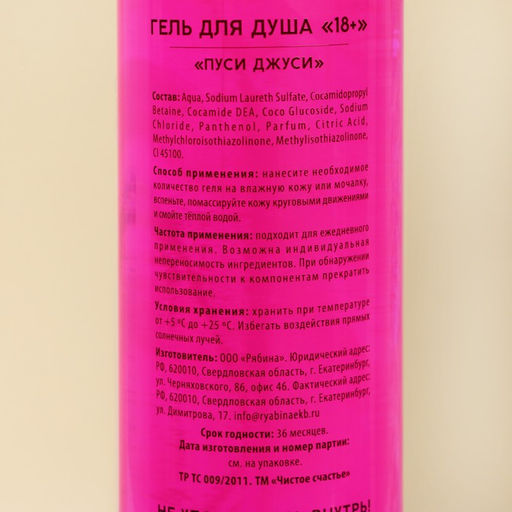 ГЕЛЬ ДЛЯ ДУША «18+»
«ПУСИ ДЖУСИ»
Состав: Aqua, Sodium Laureth Sulfate, Cocamidopropyl
Betaine, Cocamide DEA, Coco Glucoside, Sodium
Chloride, Panthenol, Parfum, Citric Acid,
Methylchloroisothiazolinone, Methylisothiazolinone,
CI 45100.
Способ применения: нанесите необходимое
количество геля на влажную кожу или мочалку,
вспеньте, помассируйте кожу круговыми движениями
и смойте тёплой водой.
Частота применения: подходит для ежедневного
применения. Возможна индивидуальная
непереносимость ингредиентов. При обнаружении
чувствительности к компонентам прекратить
использование.
Условия хранения: хранить при температуре
от +5 ºС до +25 ºС. Избегать воздействия прямых
солнечных лучей.
Изготовитель: ООО «Рябина». Юридический адрес:
РФ, 620010, Свердловская область, г. Екатеринбург,
ул. Черняховского, 86, офис 46. Фактический адрес:
РФ, 620010, Свердловская область, г. Екатеринбург,
ул. Димитрова, 17. info@ryabinaekb.ru
Срок годности: 36 месяцев.
Дата изготовления и номер партии:
см. на упаковке.
ТР ТС 009/2011. ТМ «Чистое счастье»
НЕ